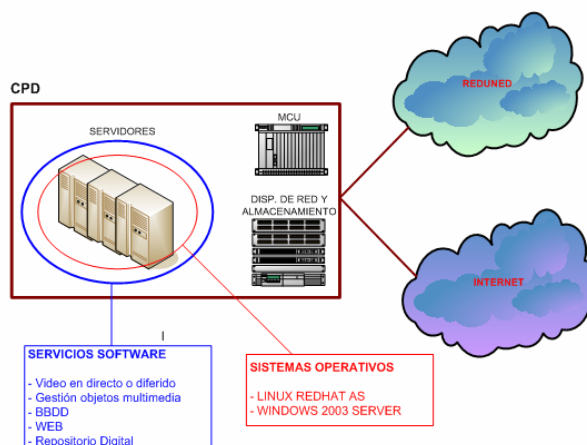 CPD
SERVIDORES
MCU
DISP. DE RED Y
ALMACENAMIENTO
REDUNED
INTERNET
SERVICIOS SOFTWARE
- Video en directo o diferido
- Gestión objetos multimedia
- BBDD
- WEB
- Repositorio Digital
SISTEMAS OPERATIVOS
- LINUX REDHAT AS
- WINDOWS 2003 SERVER